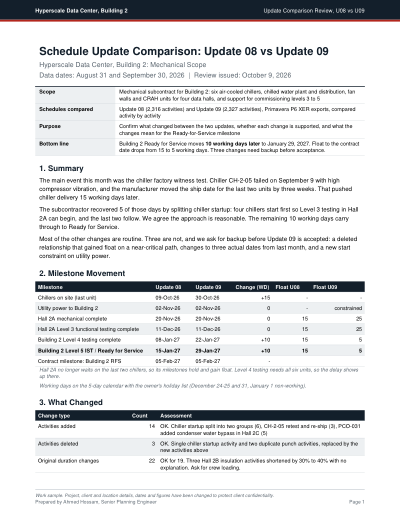 Hyperscale Data Center, Building 2 Update Comparison Review, U08 vs U09
Schedule Update Comparison: Update 08 vs Update 09
Hyperscale Data Center, Building 2: Mechanical Scope
Data dates: August 31 and September 30, 2026 | Review issued: October 9, 2026
Scope Mechanical subcontract for Building 2: six air-cooled chillers, chilled water plant and distribution, fan
walls and CRAH units for four data halls, and support for commissioning levels 3 to 5
Schedules compared Update 08 (2,316 activities) and Update 09 (2,327 activities), Primavera P6 XER exports, compared
activity by activity
Purpose Confirm what changed between the two updates, whether each change is supported, and what the
changes mean for the Ready-for-Service milestone
Bottom line Building 2 Ready for Service moves 10 working days later to January 29, 2027. Float to the contract
date drops from 15 to 5 working days. Three changes need backup before acceptance.
1. Summary
The main event this month was the chiller factory witness test. Chiller CH-2-05 failed on September 9 with high
compressor vibration, and the manufacturer moved the ship date for the last two units by three weeks. That pushed
chiller delivery 15 working days later.
The subcontractor recovered 5 of those days by splitting chiller startup: four chillers start first so Level 3 testing in Hall
2A can begin, and the last two follow. We agree the approach is reasonable. The remaining 10 working days carry
through to Ready for Service.
Most of the other changes are routine. Three are not, and we ask for backup before Update 09 is accepted: a deleted
relationship that gained float on a near-critical path, changes to three actual dates from last month, and a new start
constraint on utility power.
2. Milestone Movement
Milestone Update 08 Update 09 Change (WD) Float U08 Float U09
Chillers on site (last unit) 09-Oct-26 30-Oct-26 +15 - -
Utility power to Building 2 02-Nov-26 02-Nov-26 0 - constrained
Hall 2A mechanical complete 20-Nov-26 20-Nov-26 0 15 25
Hall 2A Level 3 functional testing complete 11-Dec-26 11-Dec-26 0 15 25
Building 2 Level 4 testing complete 08-Jan-27 22-Jan-27 +10 15 5
Building 2 Level 5 IST / Ready for Service 15-Jan-27 29-Jan-27 +10 15 5
Contract milestone: Building 2 RFS 05-Feb-27 05-Feb-27 -
Hall 2A no longer waits on the last two chillers, so its milestones hold and gain float. Level 4 testing needs all six units, so the delay shows
up there.
Working days on the 5-day calendar with the owner's holiday list (December 24-25 and 31, January 1 non-working).
3. What Changed
Change type Count Assessment
Activities added 14 OK. Chiller startup split into two groups (6), CH-2-05 retest and re-ship (3), PCO-031
added condenser water bypass in Hall 2C (5)
Activities deleted 3 OK. Single chiller startup activity and two duplicate punch activities, replaced by the
new activities above
Original duration changes 22 OK for 19. Three Hall 2B insulation activities shortened by 30% to 40% with no
explanation. Ask for crew loading.
Work sample. Project, client and location details, dates and figures have been changed to protect client confidentiality.
Prepared by Ahmed Hossam, Senior Planning Engineer Page 1